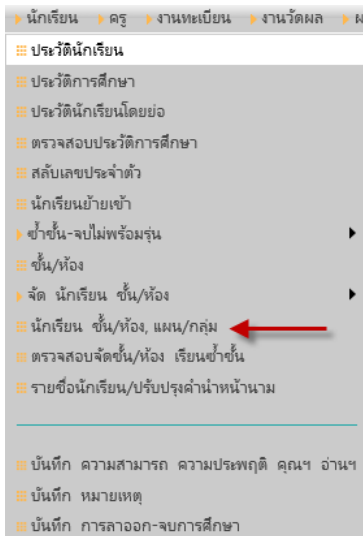 นักเรียน ครู งานทะเบียน งานวัดผล
ประวัตินักเรียน
ประวัติการศึกษา
ประวัตินักเรียนโดยย่อ
ตรวจสอบประวัติการศึกษา
สลับเลขประจำตัว
นักเรียนย้ายเข้า
ซ้ำชั้น-จบไม่พร้อมรุ่น
ชั้น/ห้อง
จัด นักเรียน ชั้น/ห้อง
นักเรียน ชั้น/ห้อง, แผน/กลุ่ม
ตรวจสอบจัดชั้น/ห้อง เรียนซ้ำชั้น
รายชื่อนักเรียน/ปรับปรุงคำนำหน้านาม
บันทึก ความสามารถ ความประพฤติ คุณฯ อ่านฯ
บันทึก หมายเหตุ
บันทึก การลาออก-จบการศึกษา